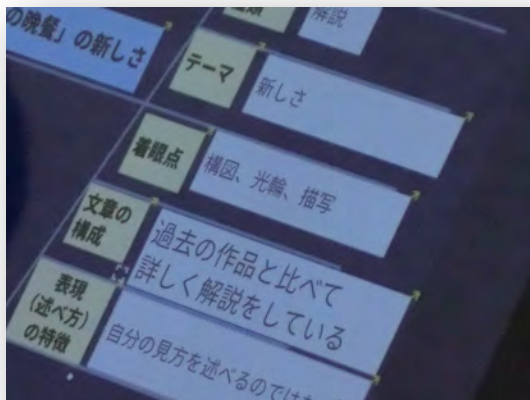 の晩餐」の新しさ
解説
テーマ
新しさ
着眼点
構図、光輪、描写
文章の
構成
過去の作品と比べて
詳しく解説をしている
表現
(述べ方)
の特徴
自分の見方を述べるのでは